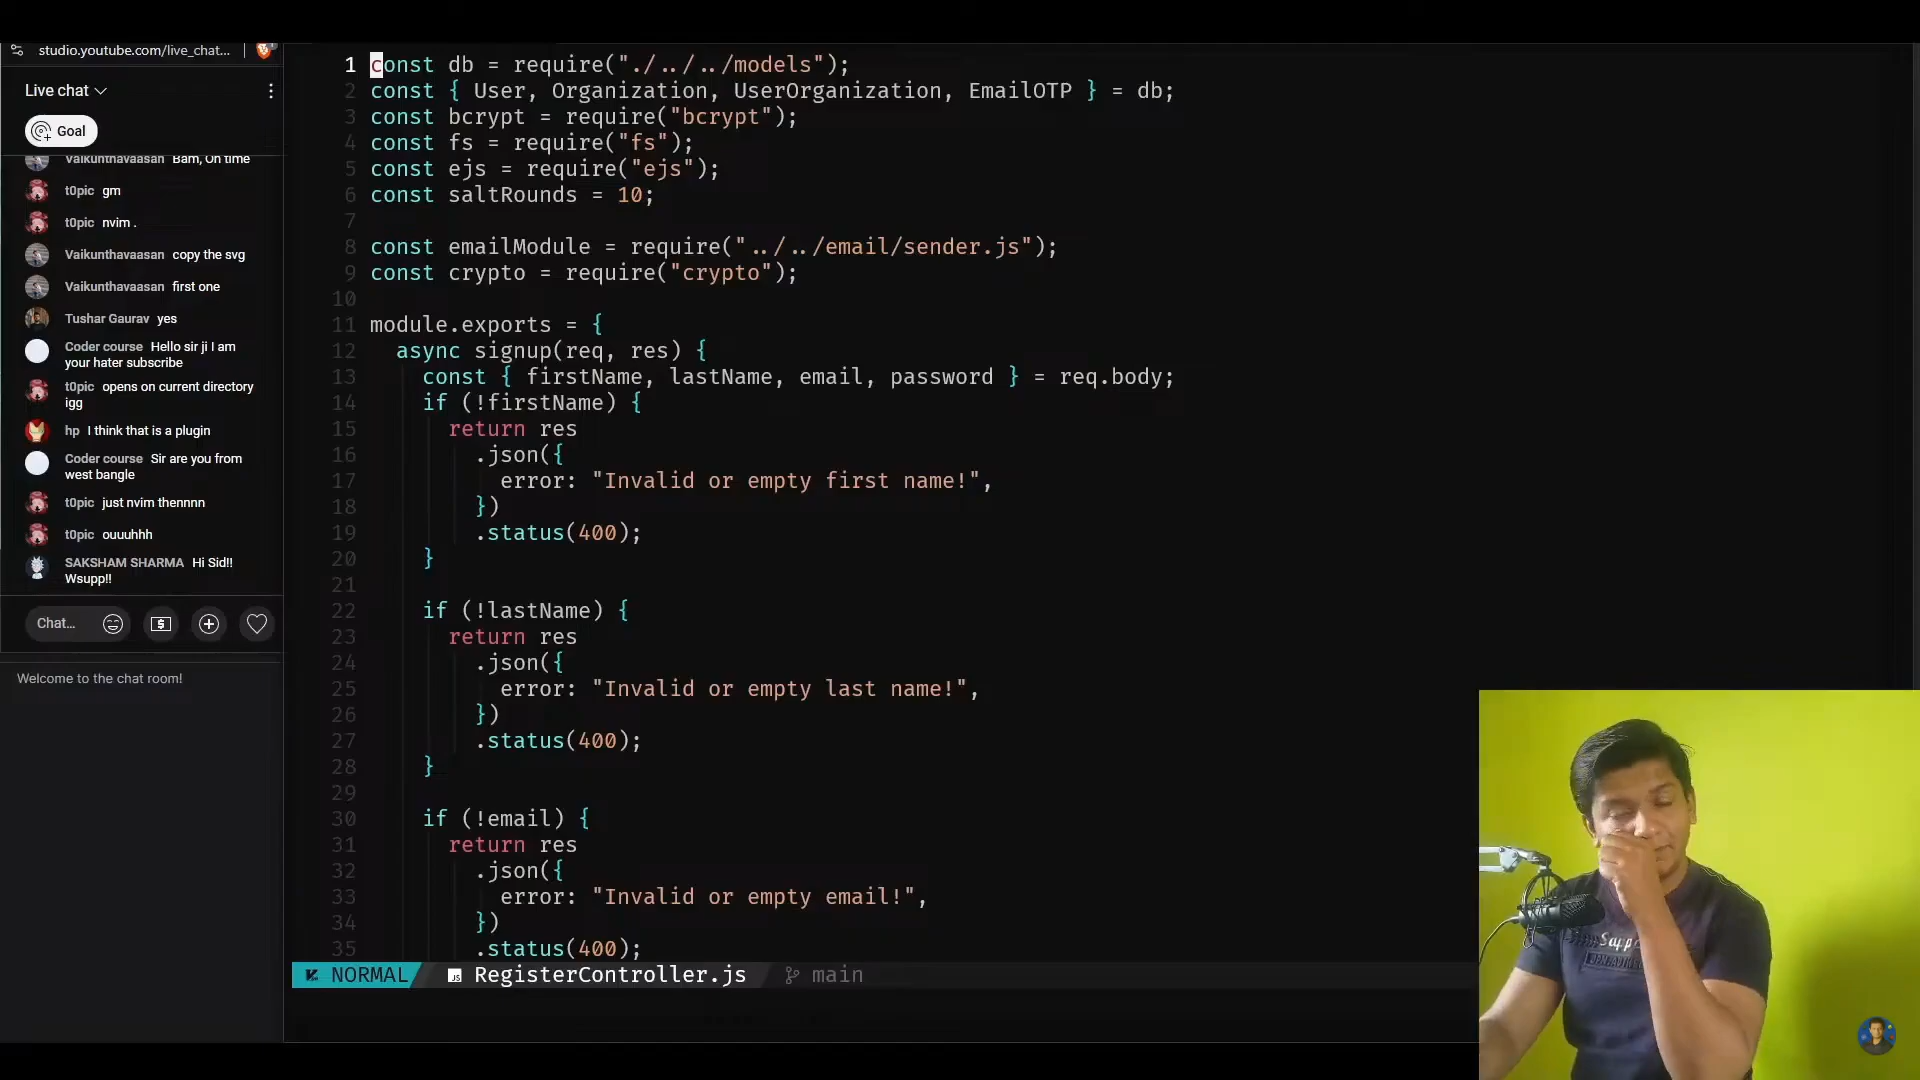 studio.youtube.com/live_chat...
Live chat
Goal
Vaikunthavaasan Bam, On time
t0pic gm
t0pic nvim .
Vaikunthavaasan copy the svg
Vaikunthavaasan first one
Tushar Gaurav yes
Coder course Hello sir ji I am
your hater subscribe
t0pic opens on current directory
igg
hp I think that is a plugin
Coder course Sir are you from
west bangle
t0pic just nvim thennnn
t0pic ouuuhhh
SAKSHAM SHARMA Hi Sid!!
Wsupp!!
Chat...
Welcome to the chat room!
1 const db = require("./../../models");
2 const { User, Organization, UserOrganization, EmailOTP } = db;
3 const bcrypt = require("bcrypt");
4 const fs = require("fs");
5 const ejs = require("ejs");
6 const saltRounds = 10;
7
8 const emailModule = require("../../email/sender.js");
9 const crypto = require("crypto");
10
11 module.exports = {
12 async signup(req, res) {
13 const { firstName, lastName, email, password } = req.body;
14 if (!firstName) {
15 return res
16 .json({
17 error: "Invalid or empty first name!",
18 })
19 .status(400);
20 }
21
22 if (!lastName) {
23 return res
24 .json({
25 error: "Invalid or empty last name!",
26 })
27 .status(400);
28 }
29
30 if (!email) {
31 return res
32 .json({
33 error: "Invalid or empty email!",
34 })
35 .status(400);
NORMAL RegisterController.js main